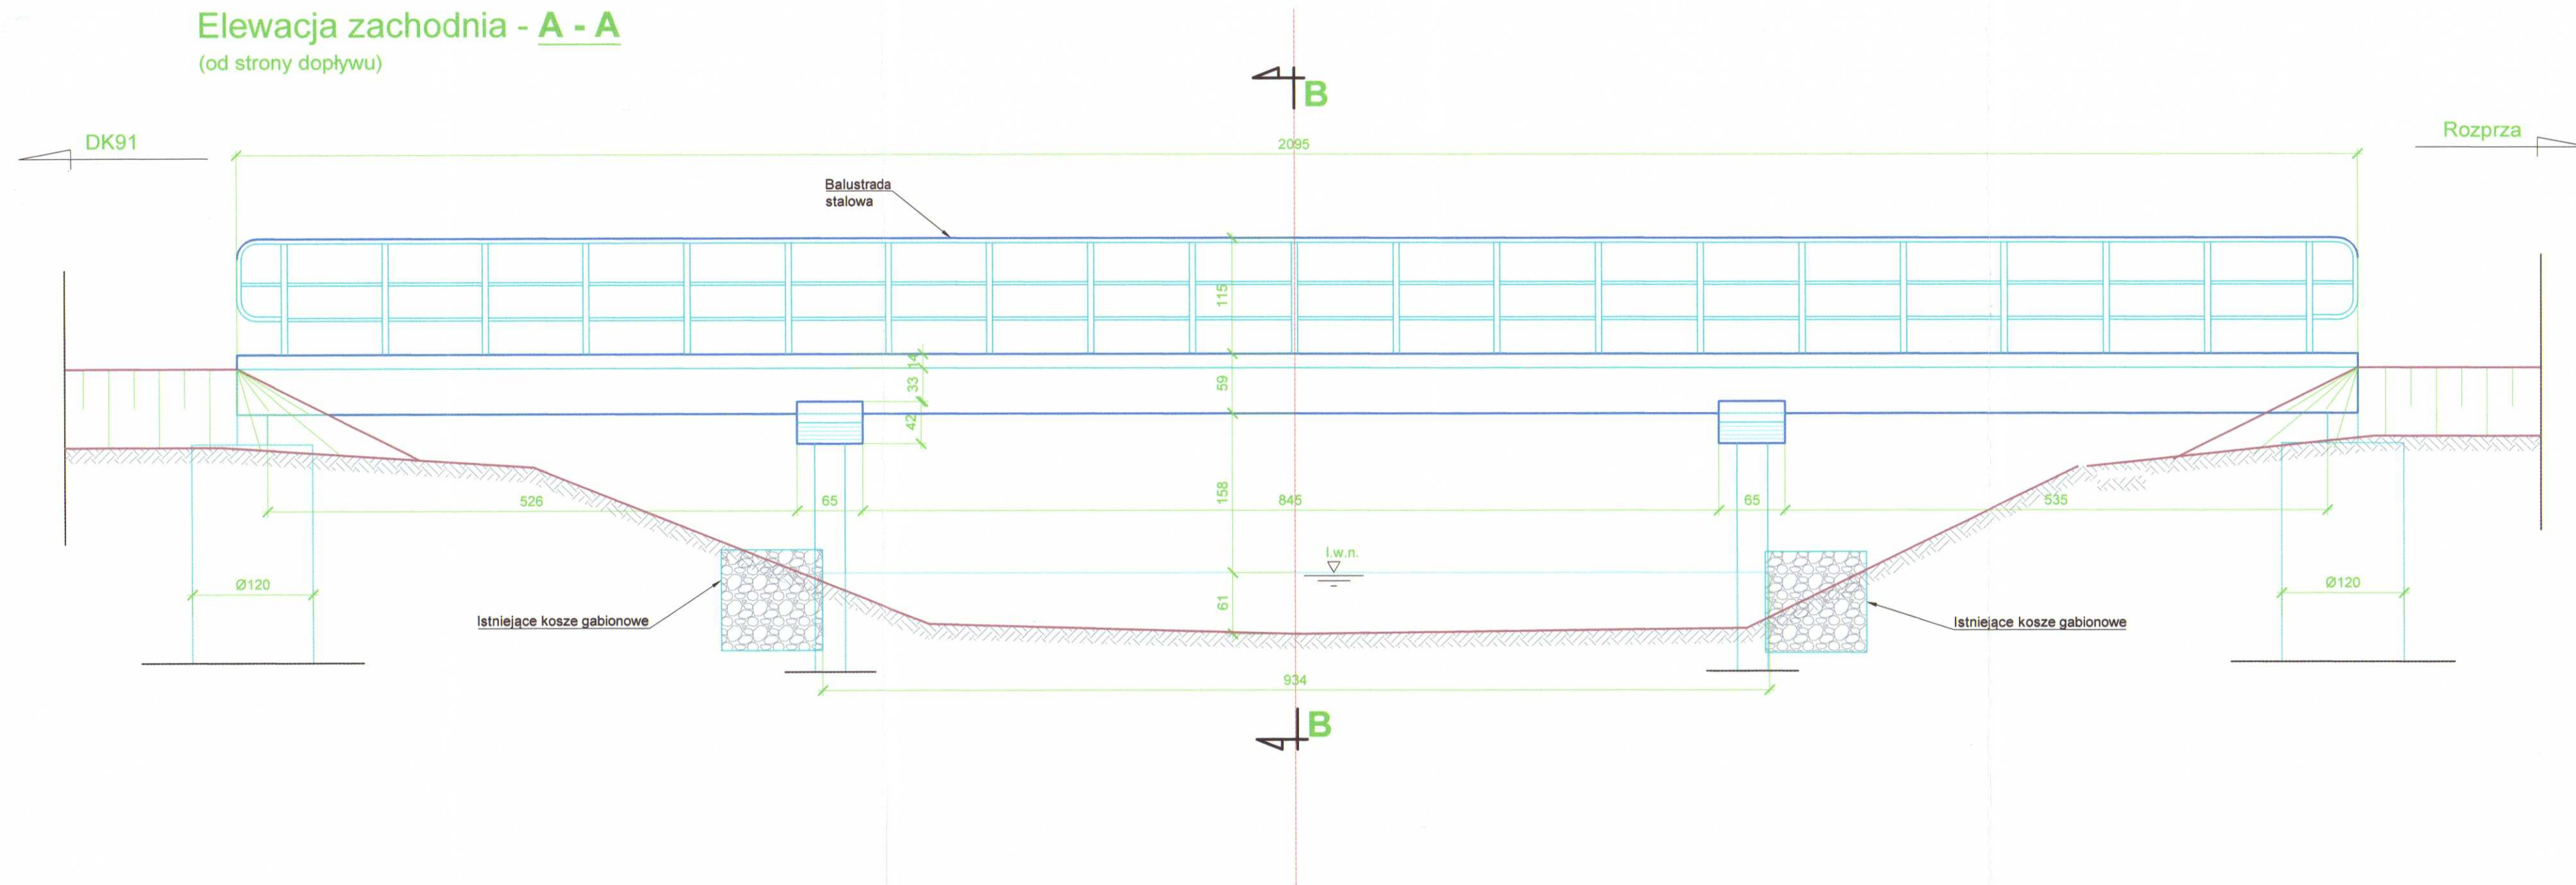 Elewacja zachodnia - A - A
(od strony dopływu)
B
DK91
Rozprza
2095
Balustrada
stalowa
115
14
33
42
59
526
65
158
845
65
535
l.w.n.
Ø120
Ø120
61
Istniejące kosze gabionowe
Istniejące kosze gabionowe
934
B